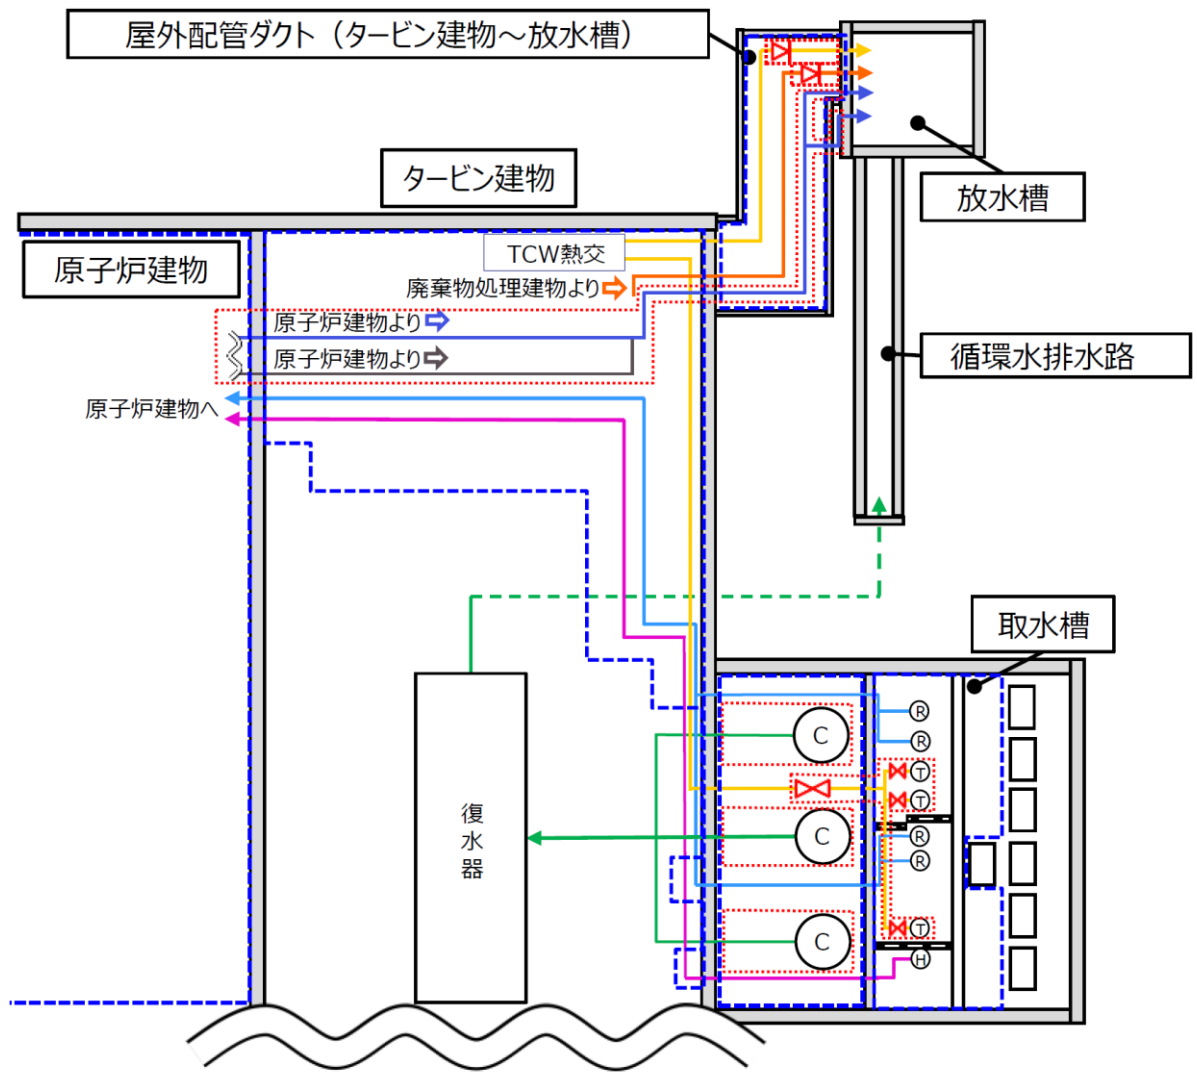 屋外配管ダクト（タービン建物～放水槽）
タービン建物
放水槽
原子炉建物
TCW熱交
廃棄物処理建物より
原子炉建物より
原子炉建物より
循環水排水路
原子炉建物へ
取水槽
R
C
R
T
T
復水器
C
R
R
T
C
H